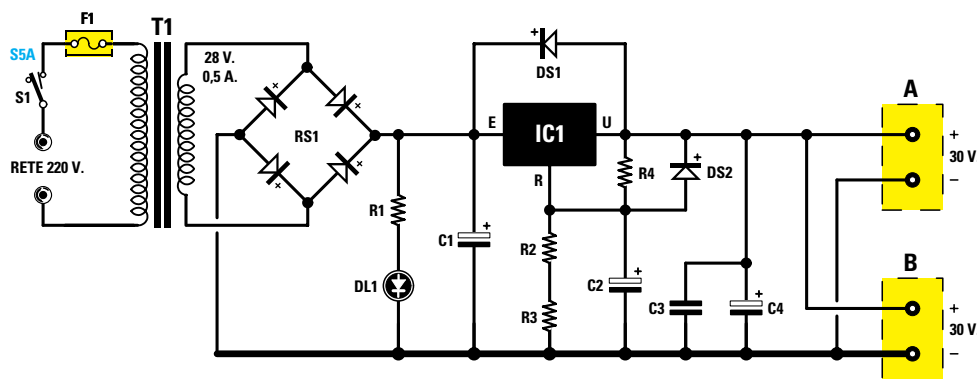 F1
T1
S5A
S1
RETE 220 V.
28 V.
0,5 A.
RS1
R1
DL1
C1
+
+
DS1
E
IC1
U
R
R4
+
DS2
R2
R3
C2
+
C3
+
C4
A
+
30 V
–
B
+
30 V
–